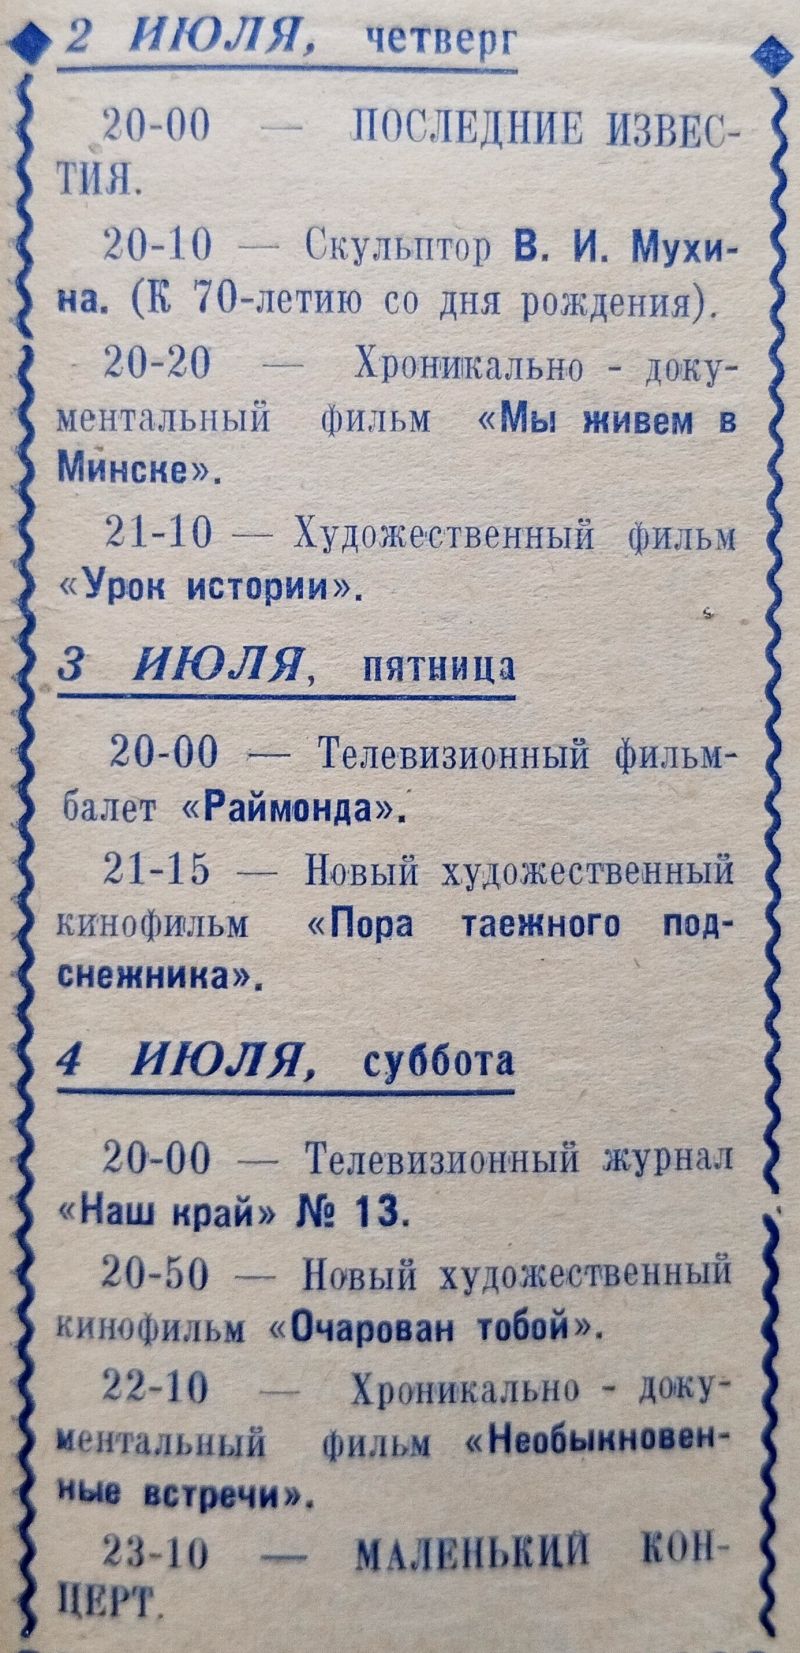 2 ИЮЛЯ, четверг
20-00 — ПОСЛЕДНИЕ ИЗВЕС-
ТИЯ.
20-10 — Скульптор В. И. Мухи-
на. (К 70-летию со дня рождения).
20-20 — Хроникально - доку-
ментальный фильм «Мы живем в
Минске».
21-10 — Художественный фильм
«Урок истории».
3 ИЮЛЯ, пятница
20-00 — Телевизионный фильм-
балет «Раймонда».
21-15 — Новый художественный
кинофильм «Пора таежного под-
снежника».
4 ИЮЛЯ, суббота
20-00 — Телевизионный журнал
«Наш край» № 13.
20-50 — Новый художественный
кинофильм «Очарован тобой».
22-10 — Хроникально - доку-
ментальный фильм «Необыкновен-
ные встречи».
23-10 — МАЛЕНЬКИЙ КОН-
ЦЕРТ.